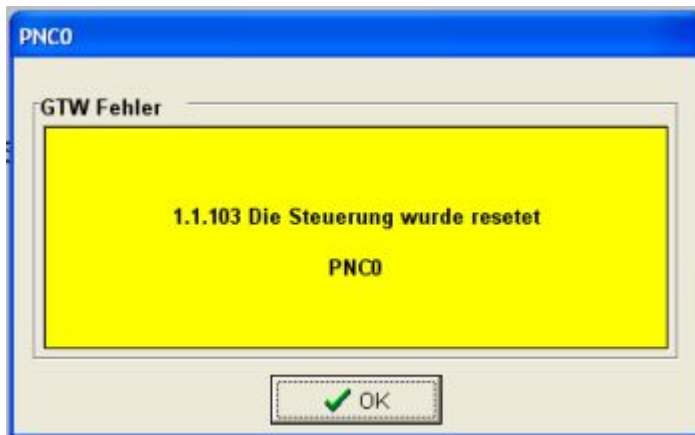 PNC0
GTW Fehler
1.1.103 Die Steuerung wurde resetet
PNC0
OK